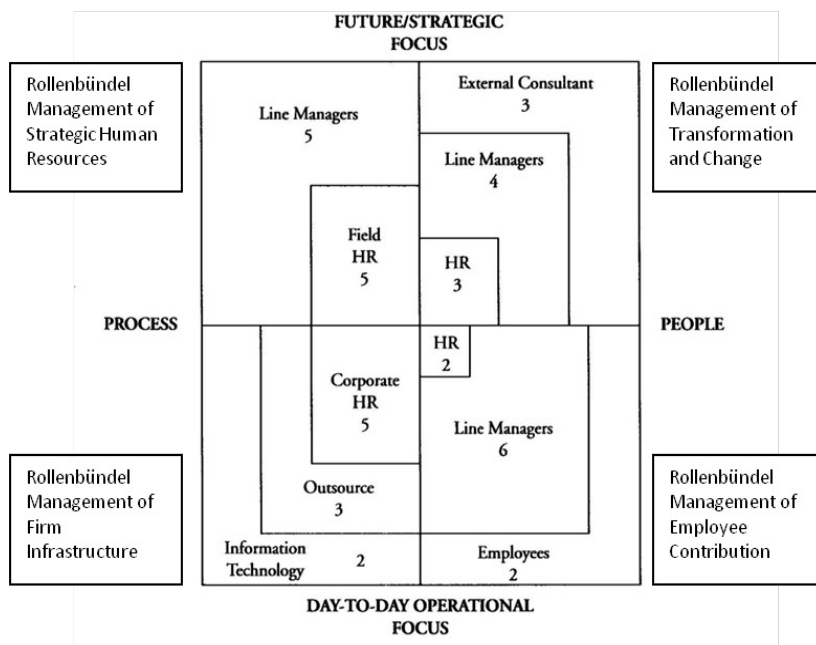 FUTURE/STRATEGIC
FOCUS
Rollenbündel
Management of
Strategic Human
Resources
Line Managers
5
External Consultant
3
Rollenbündel
Management of
Transformation
and Change
Line Managers
4
Field
HR
5
HR
3
PROCESS
PEOPLE
HR
2
Corporate
HR
5
Line Managers
6
Rollenbündel
Management of
Firm
Infrastructure
Outsource
3
Rollenbündel
Management of
Employee
Contribution
Information
Technology
2
Employees
2
DAY-TO-DAY OPERATIONAL
FOCUS